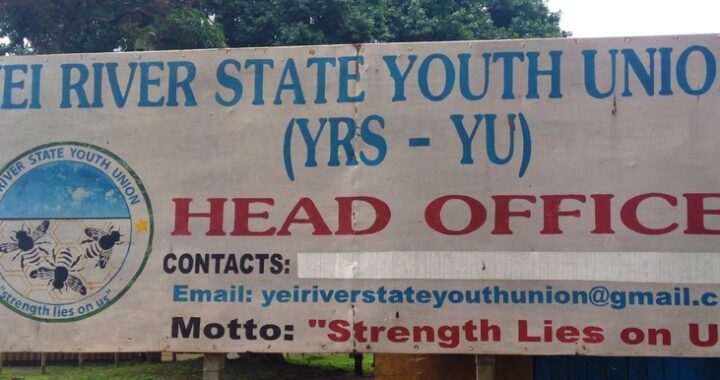 EI RIVER STATE YOUTH UNIO
(YRS - YU)
HEAD OFFICE
CONTACTS:
Email: yeiriverstateyouthunion@gmail.c
Motto: "Strength Lies on U
RIVER STATE YOUTH UNION
"strength lies on us"